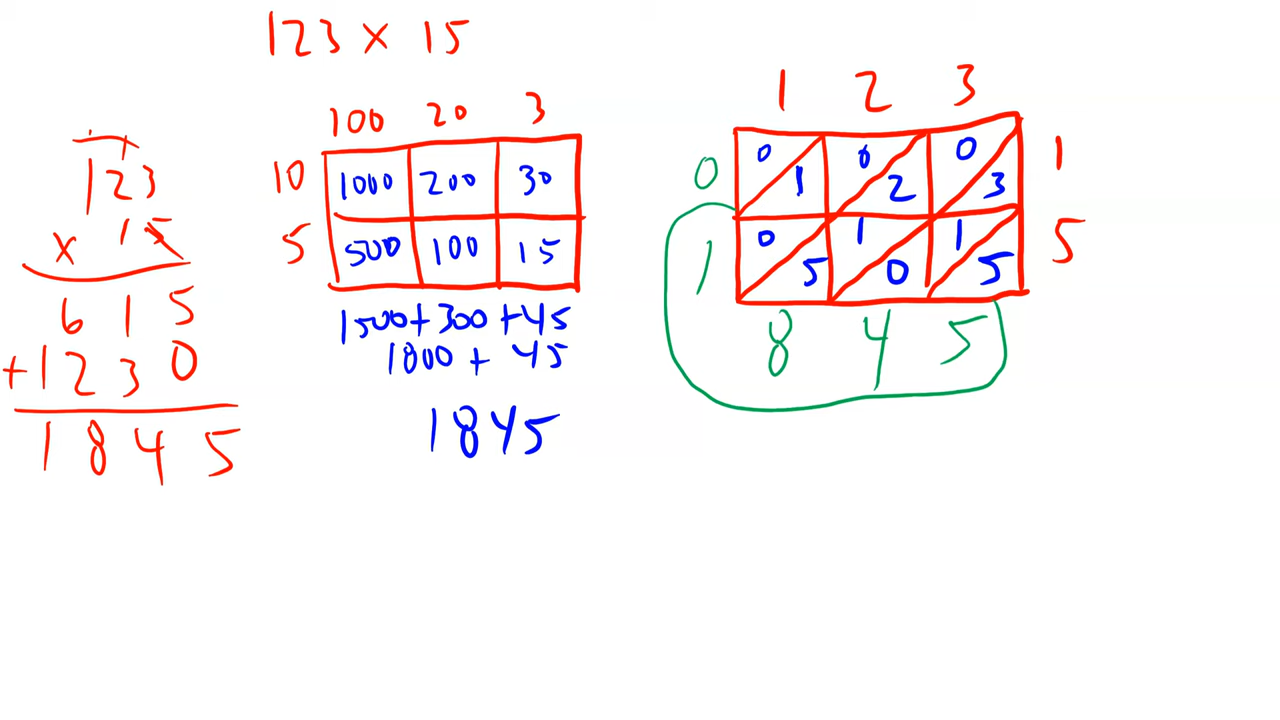 123 x 15
123
x 15
615
+1230
1845
100 20 3
10 1000 200 30
5 500 100 15
1500+300+45
1800+45
1845
1 2 3
0 0 1 0 2 0 3 1
1 0 5 1 0 1 5 5
8 4 5